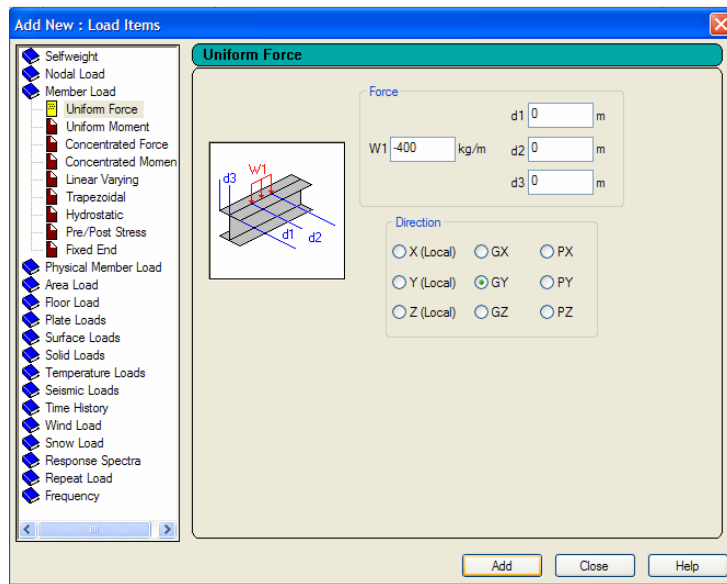 Add New : Load Items
Selfweight
Nodal Load
Member Load
Uniform Force
Uniform Moment
Concentrated Force
Concentrated Momen
Linear Varying
Trapezoidal
Hydrostatic
Pre/Post Stress
Fixed End
Physical Member Load
Area Load
Floor Load
Plate Loads
Surface Loads
Solid Loads
Temperature Loads
Seismic Loads
Time History
Wind Load
Snow Load
Response Spectra
Repeat Load
Frequency
Uniform Force
W1
d3
d1
d2
Force
d1 0 m
W1 -400 kg/m d2 0 m
d3 0 m
Direction
X (Local) GX PX
Y (Local) GY PY
Z (Local) GZ PZ
Add Close Help